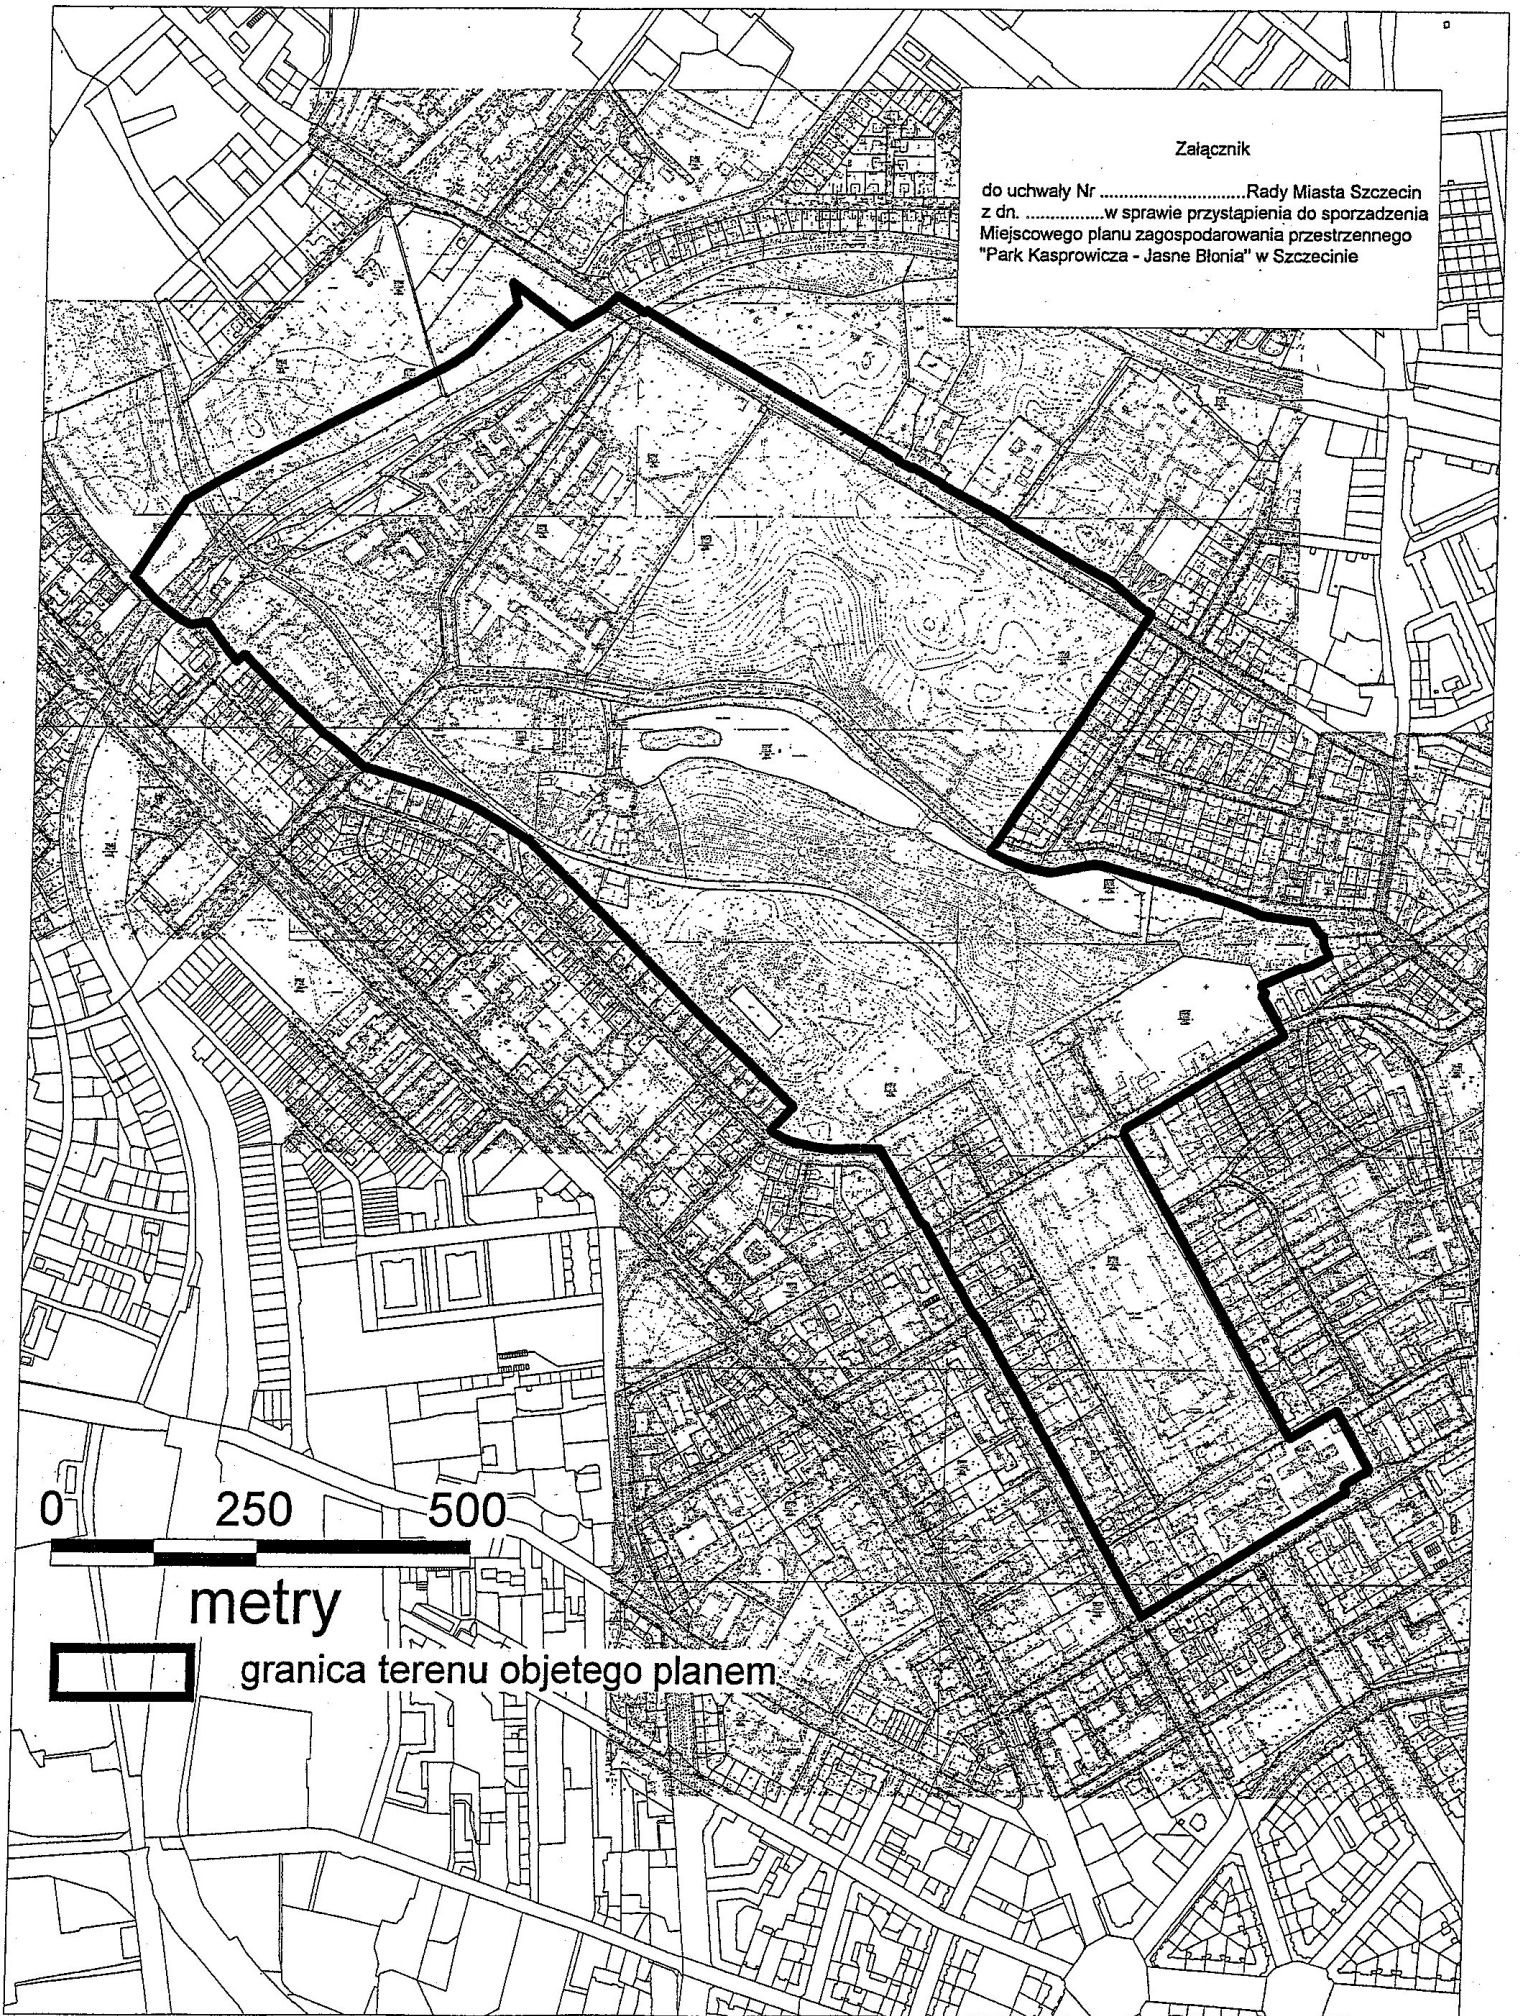 Załącznik
do uchwały Nr ................................Rady Miasta Szczecin
z dn. .................w sprawie przystąpienia do sporzadzenia
Miejscowego planu zagospodarowania przestrzennego
"Park Kasprowicza - Jasne Błonia" w Szczecinie
0 250 500
metry
granica terenu objetego planem